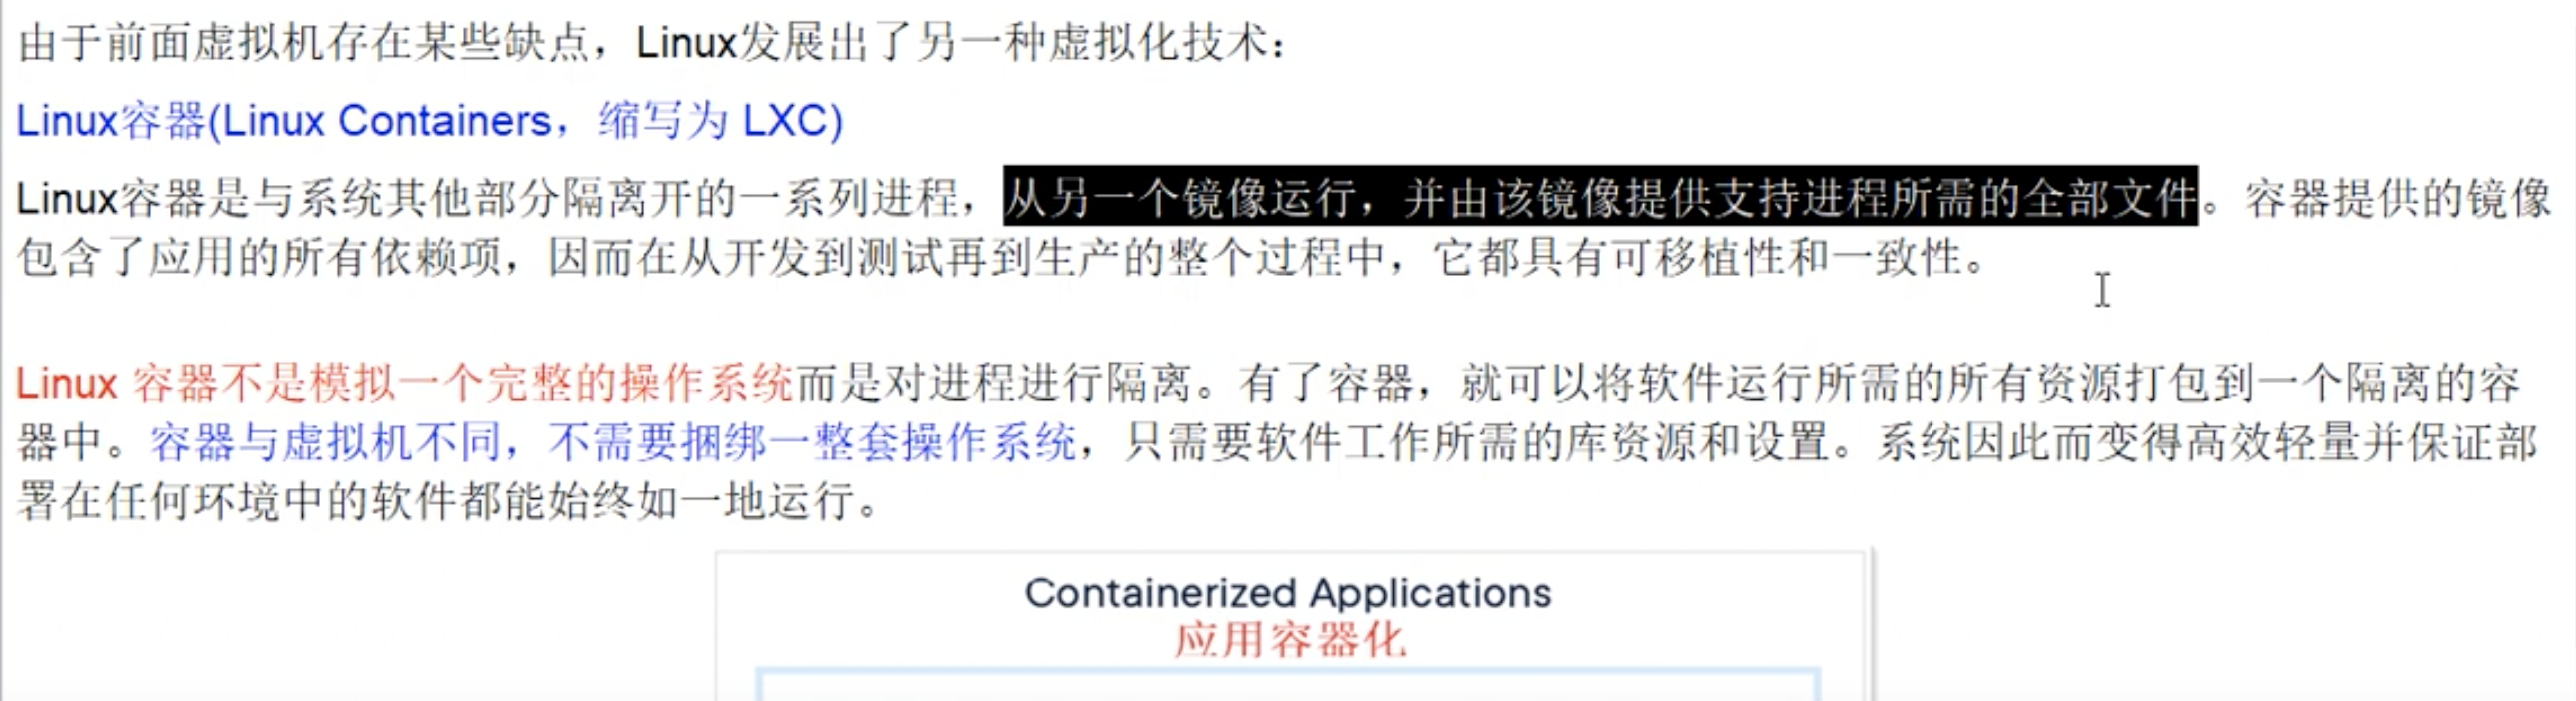 由于前面虚拟机存在某些缺点，Linux发展出了另一种虚拟化技术：
Linux容器(Linux Containers，缩写为 LXC)
Linux容器是与系统其他部分隔离开的一系列进程，从另一个镜像运行，并由该镜像提供支持进程所需的全部文件。容器提供的镜像
包含了应用的所有依赖项，因而在从开发到测试再到生产的整个过程中，它都具有可移植性和一致性。
Linux 容器不是模拟一个完整的操作系统而是对进程进行隔离。有了容器，就可以将软件运行所需的所有资源打包到一个隔离的容
器中。容器与虚拟机不同，不需要捆绑一整套操作系统，只需要软件工作所需的库资源和设置。系统因此而变得高效轻量并保证部
署在任何环境中的软件都能始终如一地运行。
Containerized Applications
应用容器化